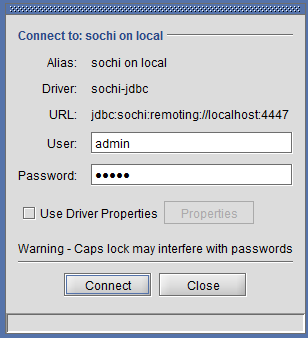 Connect to: sochi on local
Alias: sochi on local
Driver: sochi-jdbc
URL: jdbc:sochi:remoting://localhost:4447
User: admin
Password: •••••
Use Driver Properties Properties
Warning - Caps lock may interfere with passwords
Connect Close